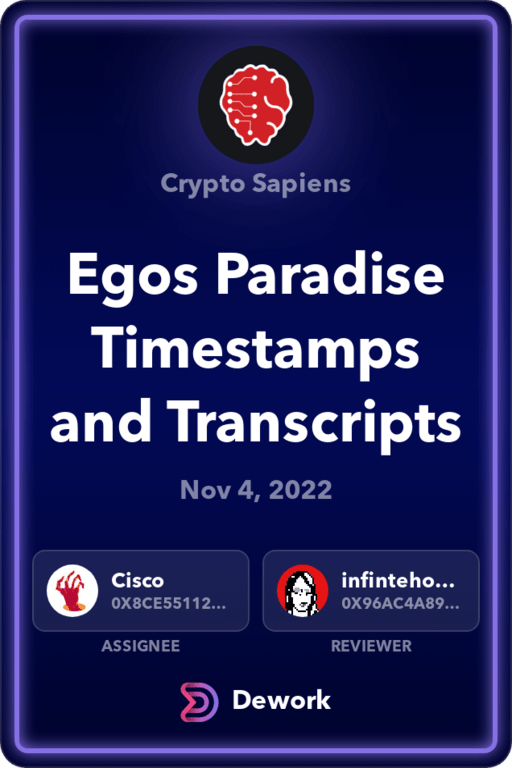 Crypto Sapiens
Egos Paradise
Timestamps
and Transcripts
Nov 4, 2022
Cisco
0X8CE55112...
ASSIGNEE
infinteho...
0X96AC4A89...
REVIEWER
Dework